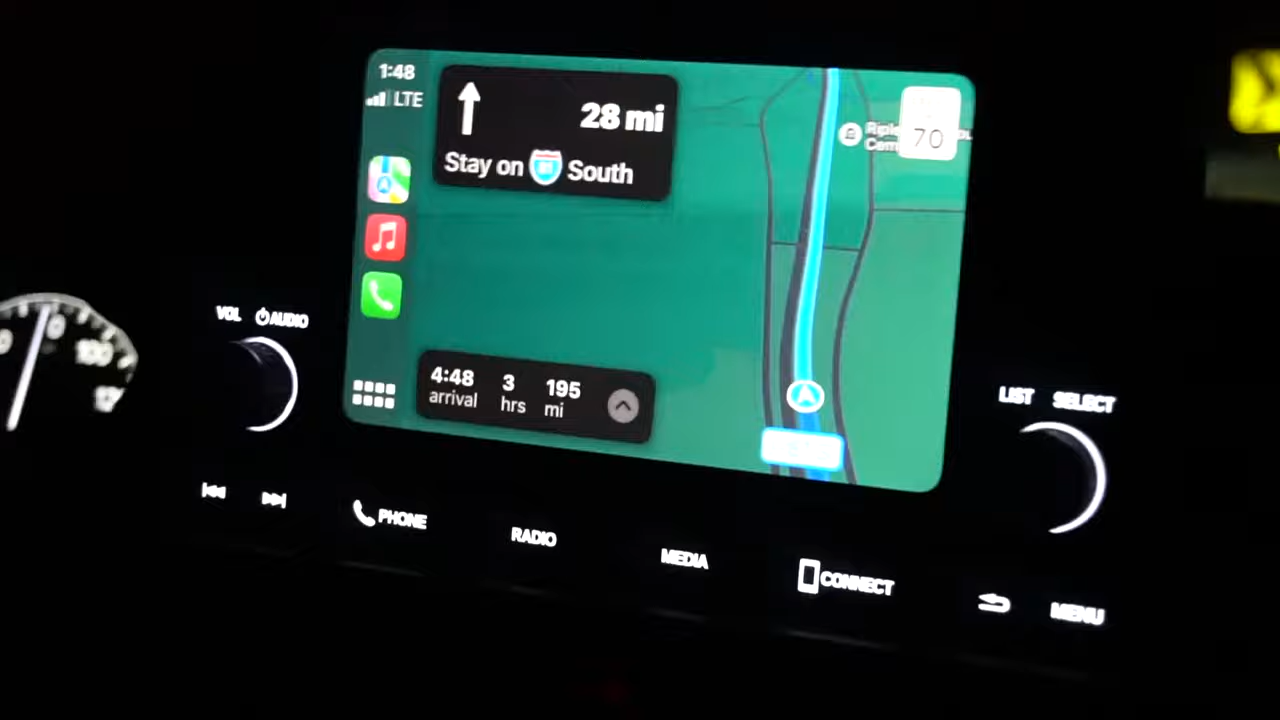 1:48
LTE
28 mi
Stay on
South
70
4:48
arrival
3
hrs
195
mi
VOL
AUDIO
100
LIST
SELECT
PHONE
RADIO
MEDIA
CONNECT
MENU